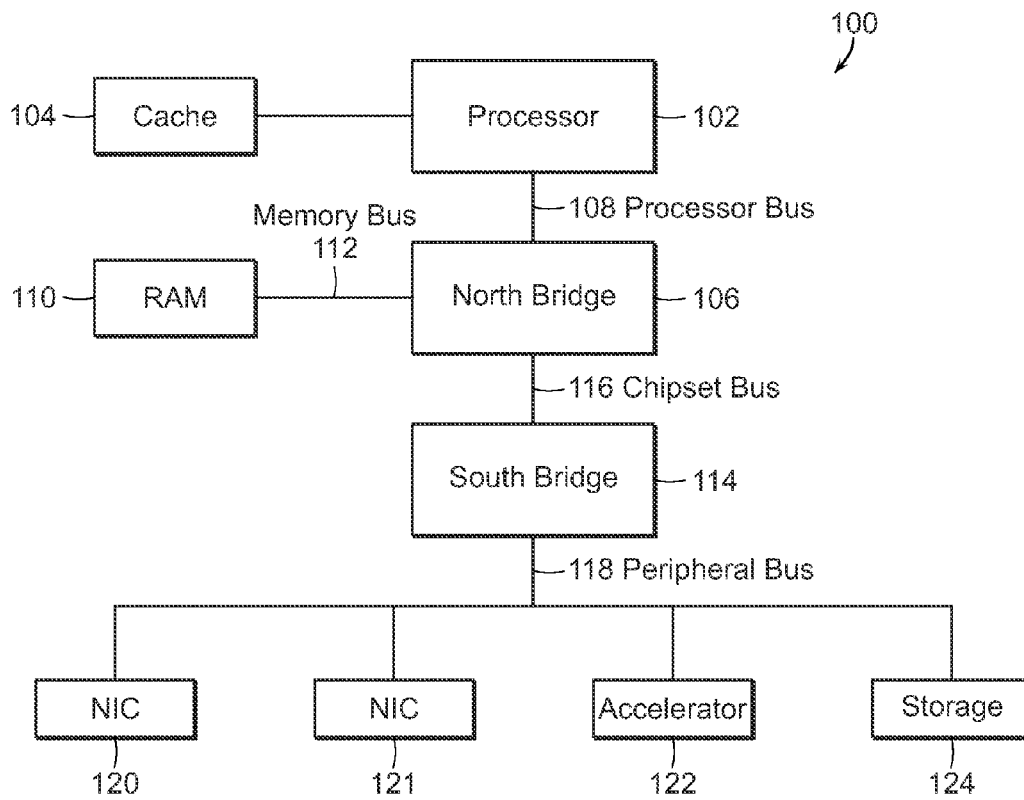 100
104
Cache
Processor
102
108 Processor Bus
Memory Bus
112
110
RAM
North Bridge
106
116 Chipset Bus
South Bridge
114
118 Peripheral Bus
NIC
NIC
Accelerator
Storage
120
121
122
124